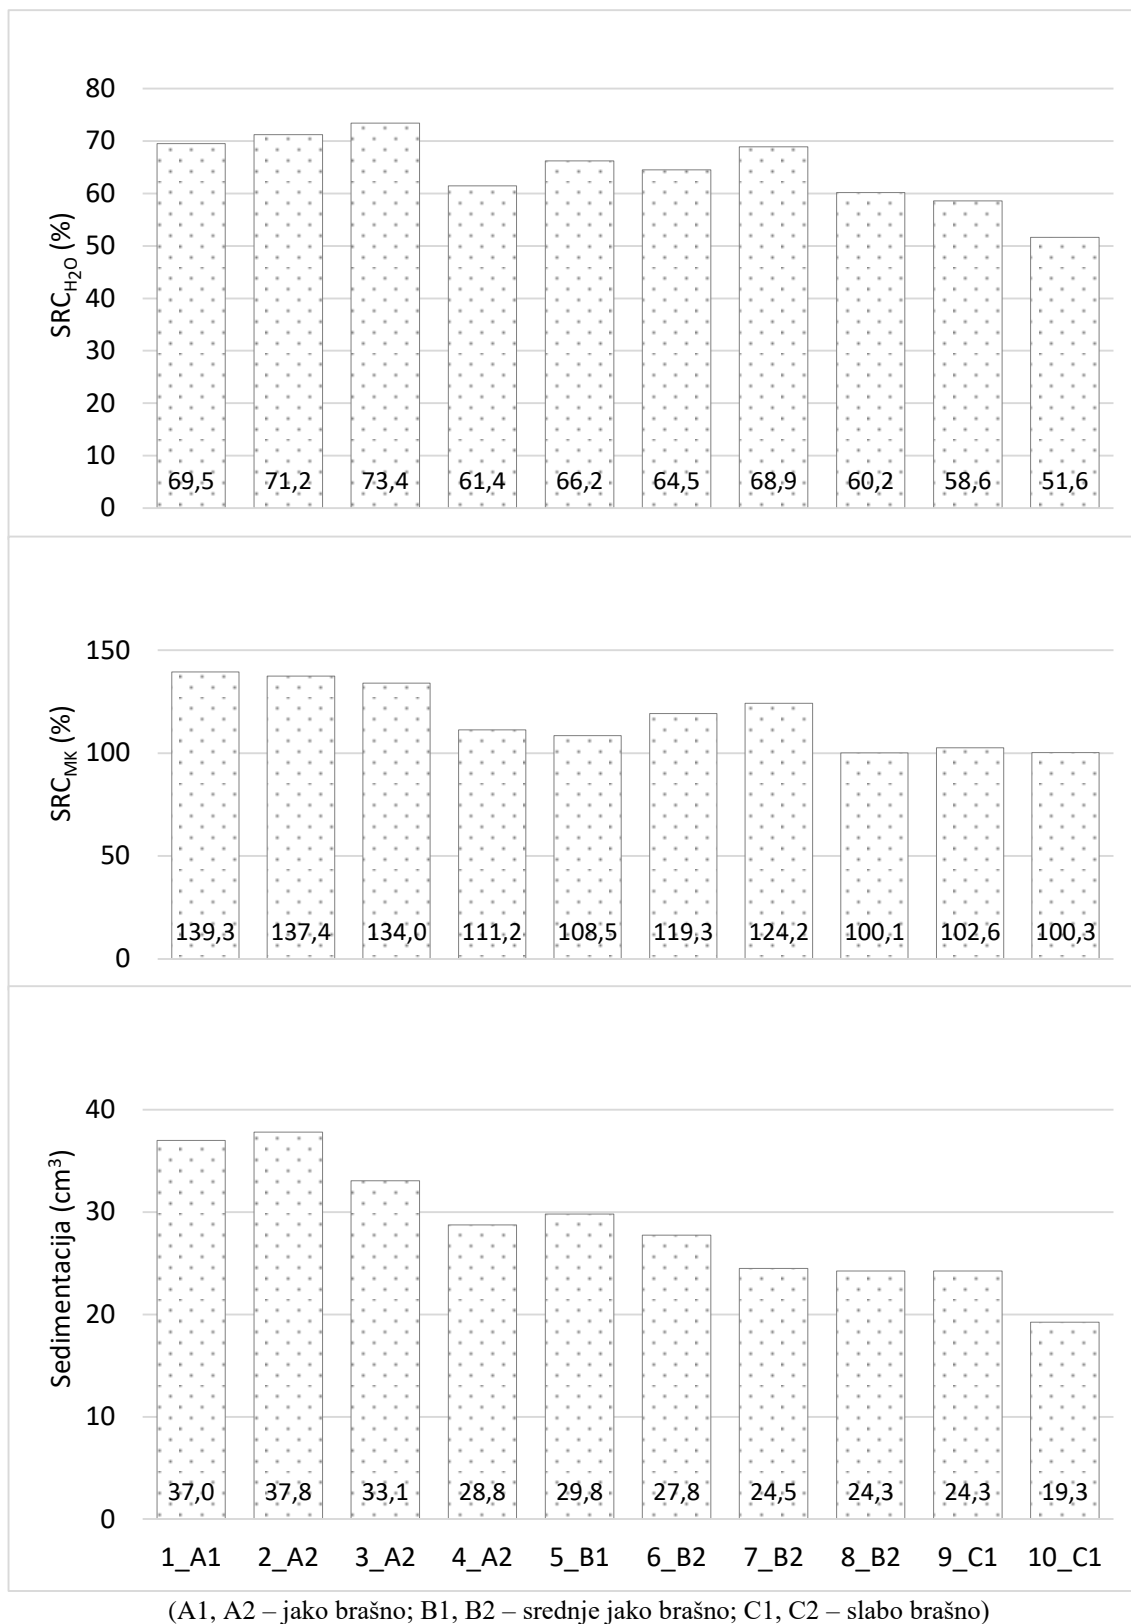 80
70
60
50
40
30
20
10
0
SRCH₂O (%)
69,5 71,2 73,4 61,4 66,2 64,5 68,9 60,2 58,6 51,6
150
100
50
0
SRCMK (%)
139,3 137,4 134,0 111,2 108,5 119,3 124,2 100,1 102,6 100,3
40
30
20
10
0
Sedimentacija (cm³)
37,0 37,8 33,1 28,8 29,8 27,8 24,5 24,3 24,3 19,3
1_A1 2_A2 3_A2 4_A2 5_B1 6_B2 7_B2 8_B2 9_C1 10_C1
(A1, A2 – jako brašno; B1, B2 – srednje jako brašno; C1, C2 – slabo brašno)